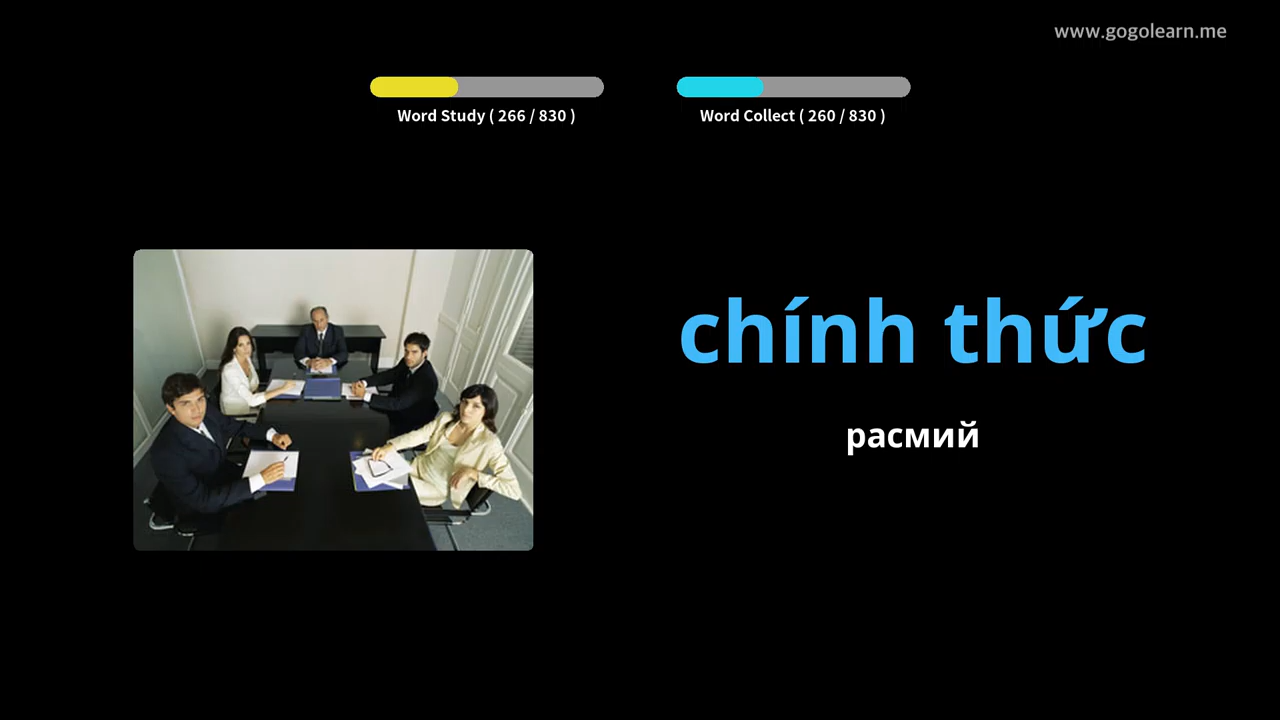 www.gogolearn.me
Word Study ( 266 / 830 )
Word Collect ( 260 / 830 )
chính thức
расмий